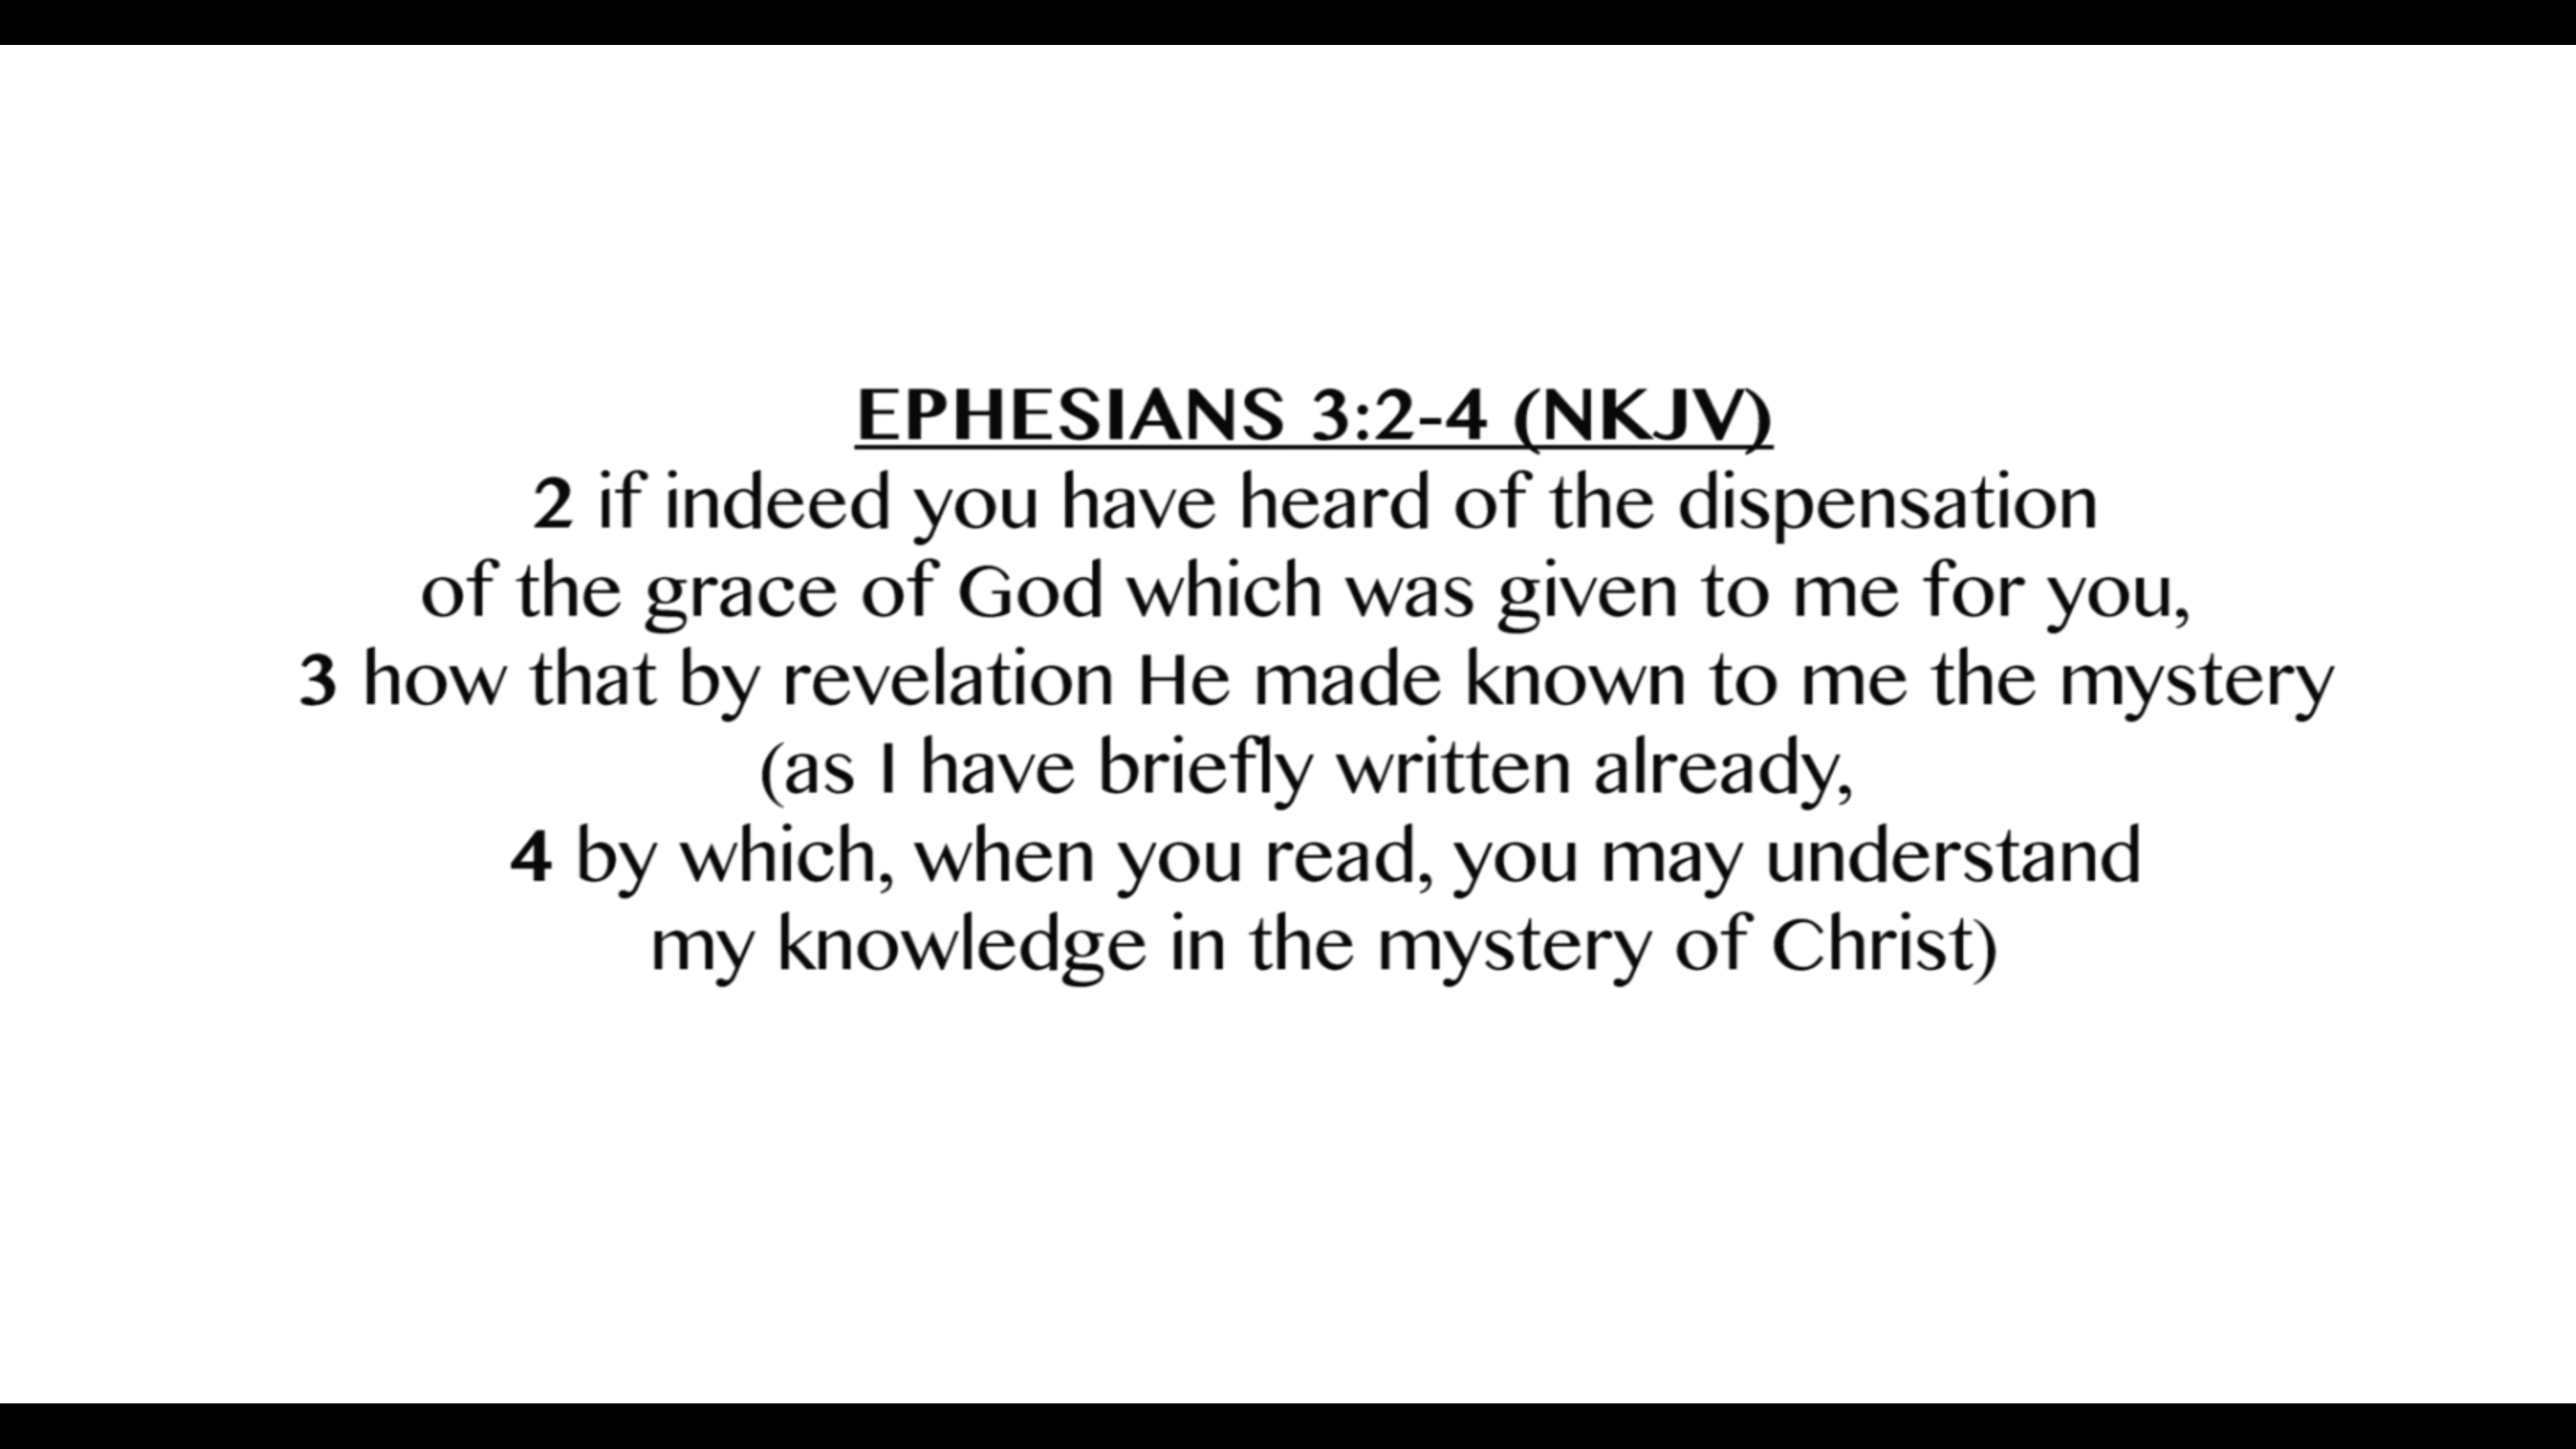 EPHESIANS 3:2-4 (NKJV)
2 if indeed you have heard of the dispensation
of the grace of God which was given to me for you,
3 how that by revelation He made known to me the mystery
(as I have briefly written already,
4 by which, when you read, you may understand
my knowledge in the mystery of Christ)